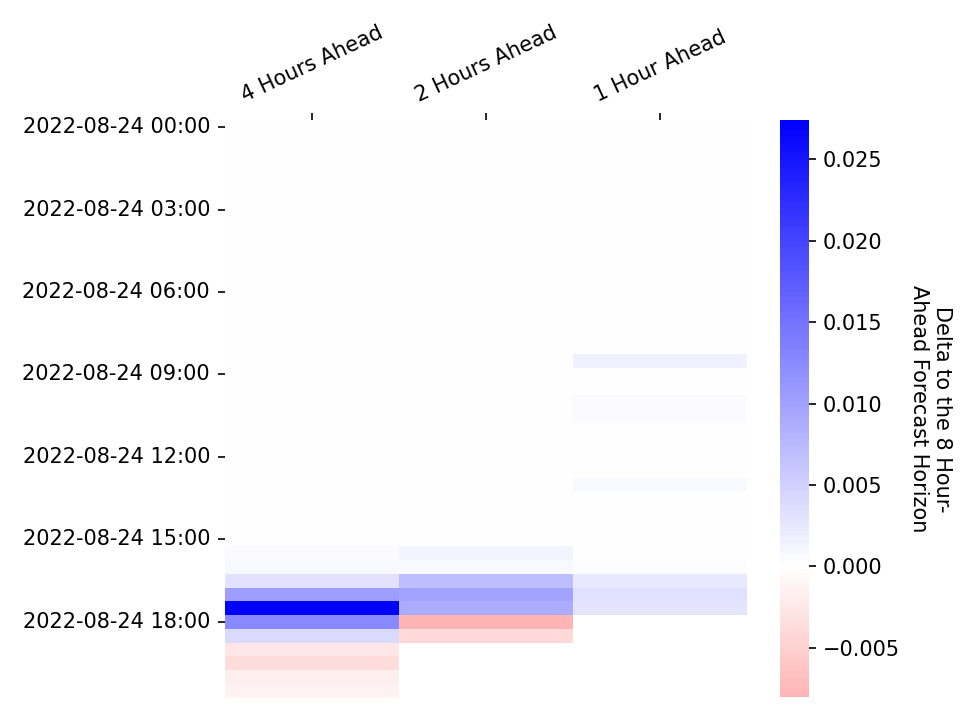 4 Hours Ahead
2 Hours Ahead
1 Hour Ahead
2022-08-24 00:00
2022-08-24 03:00
2022-08-24 06:00
2022-08-24 09:00
2022-08-24 12:00
2022-08-24 15:00
2022-08-24 18:00
0.025
0.020
0.015
0.010
0.005
0.000
−0.005
Delta to the 8 Hour-
Ahead Forecast Horizon